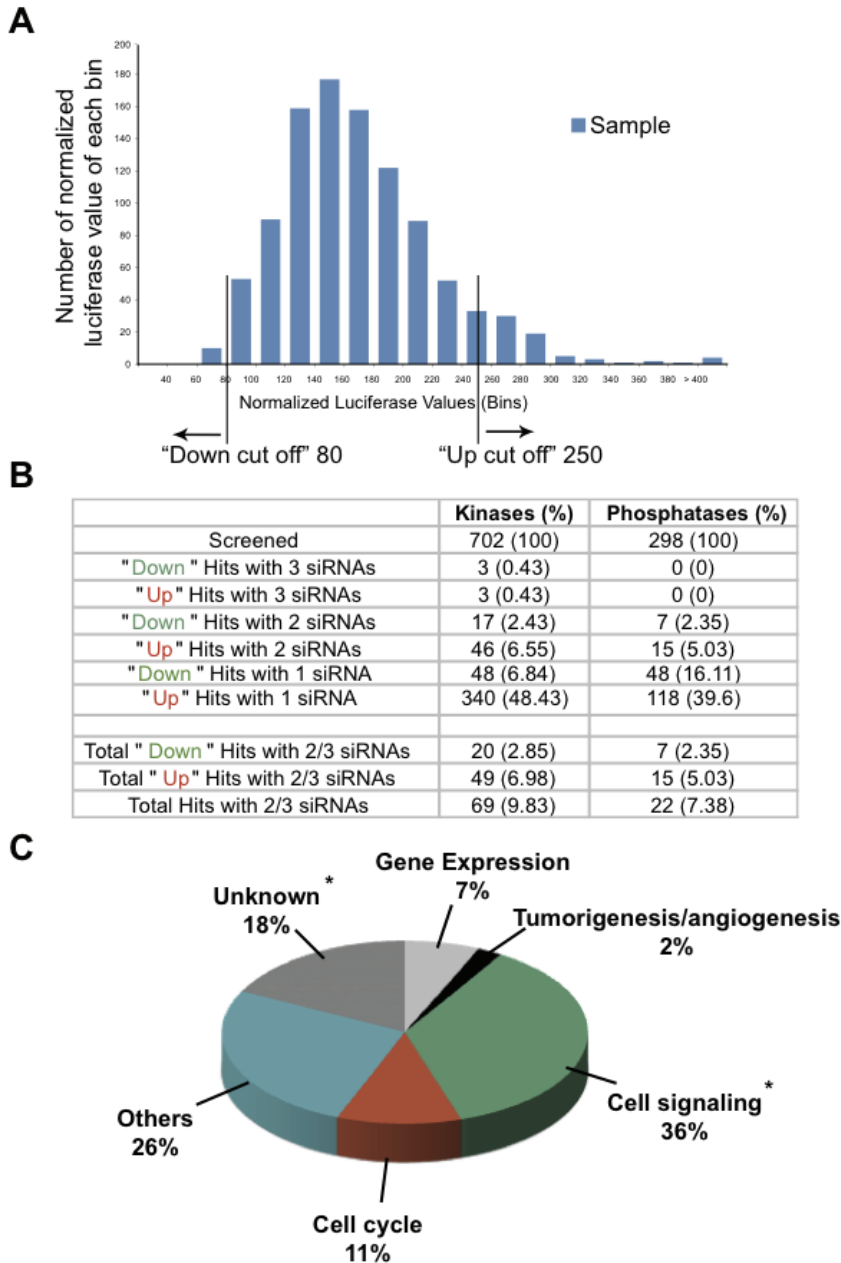 A
Number of normalized
luciferase value of each bin
200
180
160
140
120
100
80
60
40
20
0
Sample
40 60 80 100 120 140 160 180 200 220 240 260 280 300 320 340 360 380 > 400
Normalized Luciferase Values (Bins)
“Down cut off” 80 “Up cut off” 250
B
Kinases (%) Phosphatases (%)
Screened 702 (100) 298 (100)
"Down " Hits with 3 siRNAs 3 (0.43) 0 (0)
"Up" Hits with 3 siRNAs 3 (0.43) 0 (0)
"Down " Hits with 2 siRNAs 17 (2.43) 7 (2.35)
"Up" Hits with 2 siRNAs 46 (6.55) 15 (5.03)
"Down " Hits with 1 siRNA 48 (6.84) 48 (16.11)
"Up" Hits with 1 siRNA 340 (48.43) 118 (39.6)
Total " Down " Hits with 2/3 siRNAs 20 (2.85) 7 (2.35)
Total " Up" Hits with 2/3 siRNAs 49 (6.98) 15 (5.03)
Total Hits with 2/3 siRNAs 69 (9.83) 22 (7.38)
C
Gene Expression
7%
Unknown *
18%
Tumorigenesis/angiogenesis
2%
Cell signaling *
36%
Others
26%
Cell cycle
11%